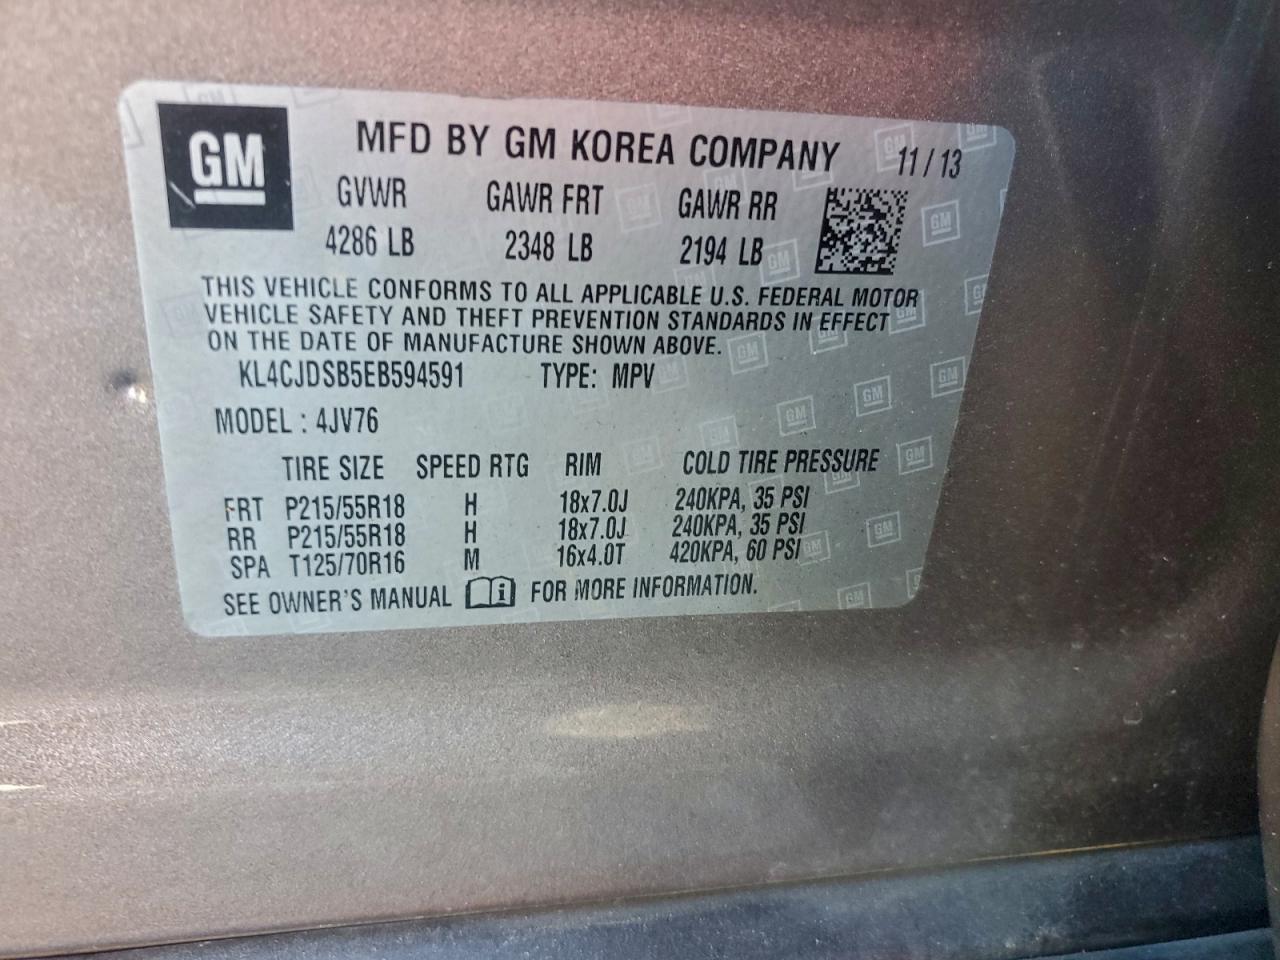 GM MFD BY GM KOREA COMPANY 11/13
GVWR GAWR FRT GAWR RR
4286 LB 2348 LB 2194 LB
THIS VEHICLE CONFORMS TO ALL APPLICABLE U.S. FEDERAL MOTOR
VEHICLE SAFETY AND THEFT PREVENTION STANDARDS IN EFFECT
ON THE DATE OF MANUFACTURE SHOWN ABOVE.
KL4CJDSB5EB594591 TYPE: MPV
MODEL : 4JV76
TIRE SIZE SPEED RTG RIM COLD TIRE PRESSURE
FRT P215/55R18 H 18x7.0J 240KPA, 35 PSI
RR P215/55R18 H 18x7.0J 240KPA, 35 PSI
SPA T125/70R16 M 16x4.0T 420KPA, 60 PSI
SEE OWNER'S MANUAL i FOR MORE INFORMATION.